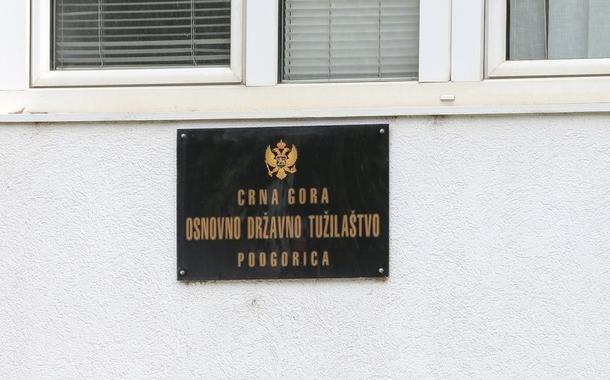 CRNA GORA
OSNOVNO DRŽAVNO TUŽILAŠTVO
PODGORICA